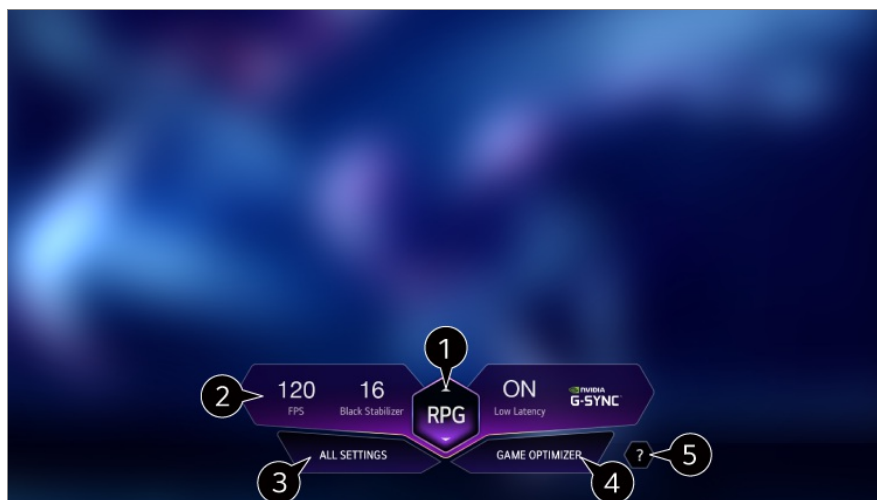 1
2
120
FPS
16
Black Stabilizer
RPG
ON
Low Latency
NVIDIA
G-SYNC
ALL SETTINGS
GAME OPTIMIZER
?
5
3
4